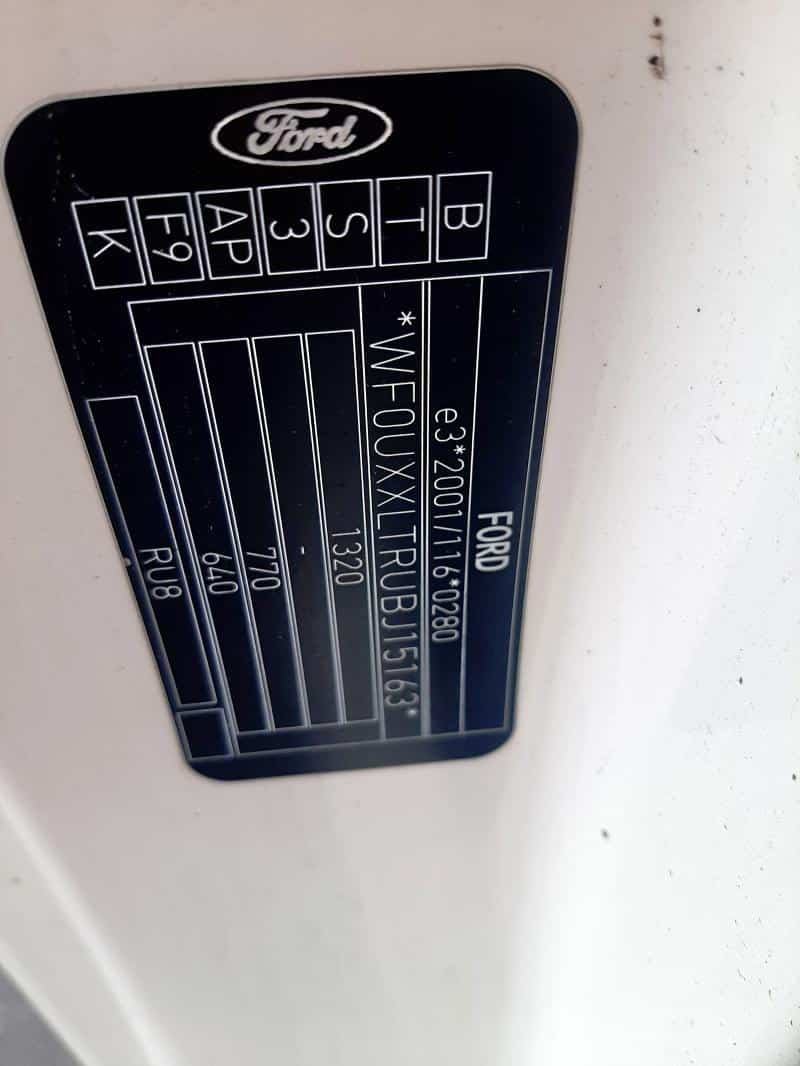 Ford
B
T
S
3
AP
F9
K
FORD
e3*2001/116*0280
*WF0UXXLTRUBJ15163*
1320
-
770
640
RU8